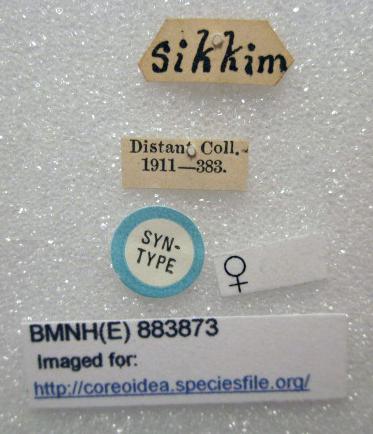 Sikkim
Distant Coll.
1911—383.
SYN-
TYPE
♀
BMNH(E) 883873
Imaged for:
http://coreoidea.speciesfile.org/